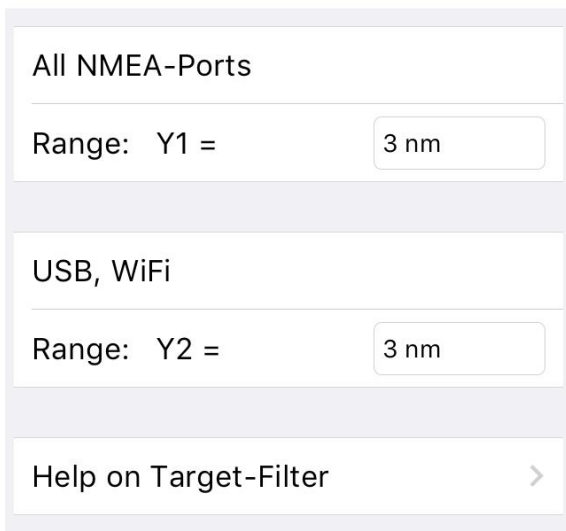 All NMEA-Ports
Range: Y1 = 3 nm
USB, WiFi
Range: Y2 = 3 nm
Help on Target-Filter